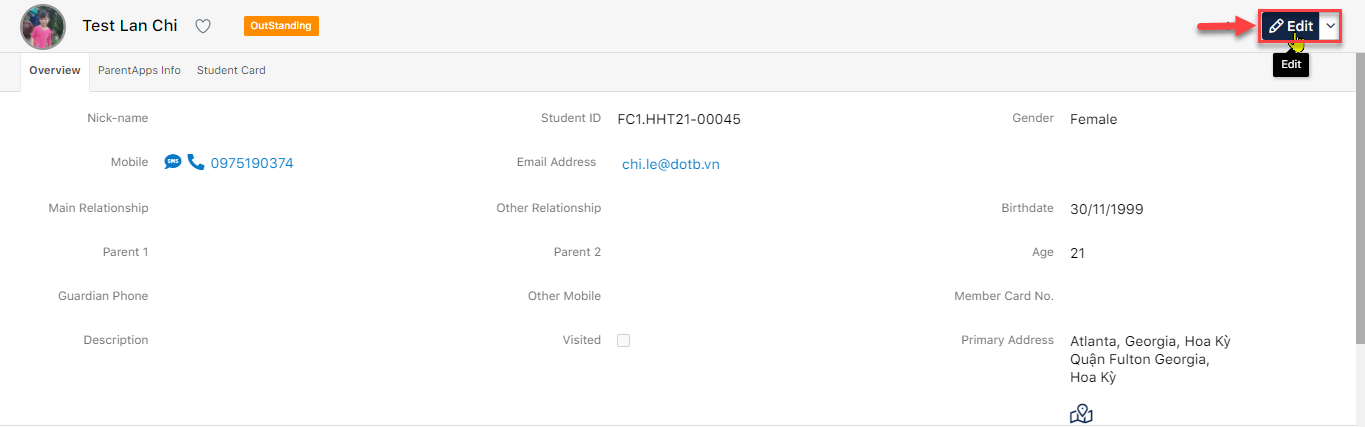 Test Lan Chi
OutStanding
Edit
Edit
Overview
ParentApps Info
Student Card
Nick-name
Student ID FC1.HHT21-00045
Gender Female
Mobile SMS 0975190374
Email Address chi.le@dotb.vn
Main Relationship
Other Relationship
Birthdate 30/11/1999
Parent 1
Parent 2
Age 21
Guardian Phone
Other Mobile
Member Card No.
Description
Visited
Primary Address Atlanta, Georgia, Hoa Kỳ
Quận Fulton Georgia,
Hoa Kỳ